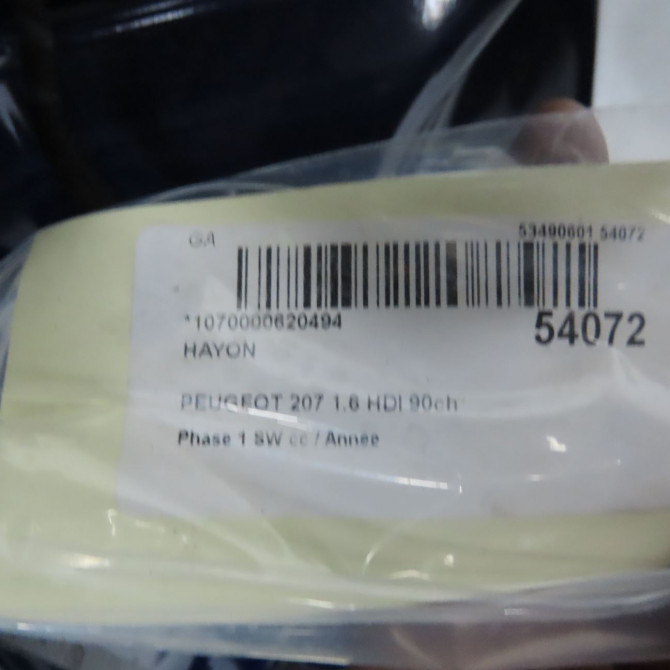 GA 53490601 54072
*1070000620494 54072
HAYON
PEUGEOT 207 1.6 HDI 90ch
Phase 1 SW cc / Année